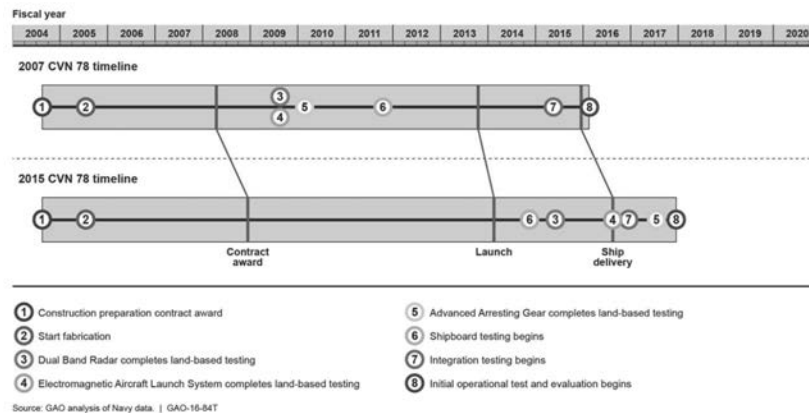 Fiscal year
2004 2005 2006 2007 2008 2009 2010 2011 2012 2013 2014 2015 2016 2017 2018 2019 2020
2007 CVN 78 timeline
1 2 3 4 5 6 7 8
2015 CVN 78 timeline
1 2 6 3 4 7 5 8
Contract award
Launch
Ship delivery
1 Construction preparation contract award
2 Start fabrication
3 Dual Band Radar completes land-based testing
4 Electromagnetic Aircraft Launch System completes land-based testing
5 Advanced Arresting Gear completes land-based testing
6 Shipboard testing begins
7 Integration testing begins
8 Initial operational test and evaluation begins
Source: GAO analysis of Navy data. | GAO-16-84T